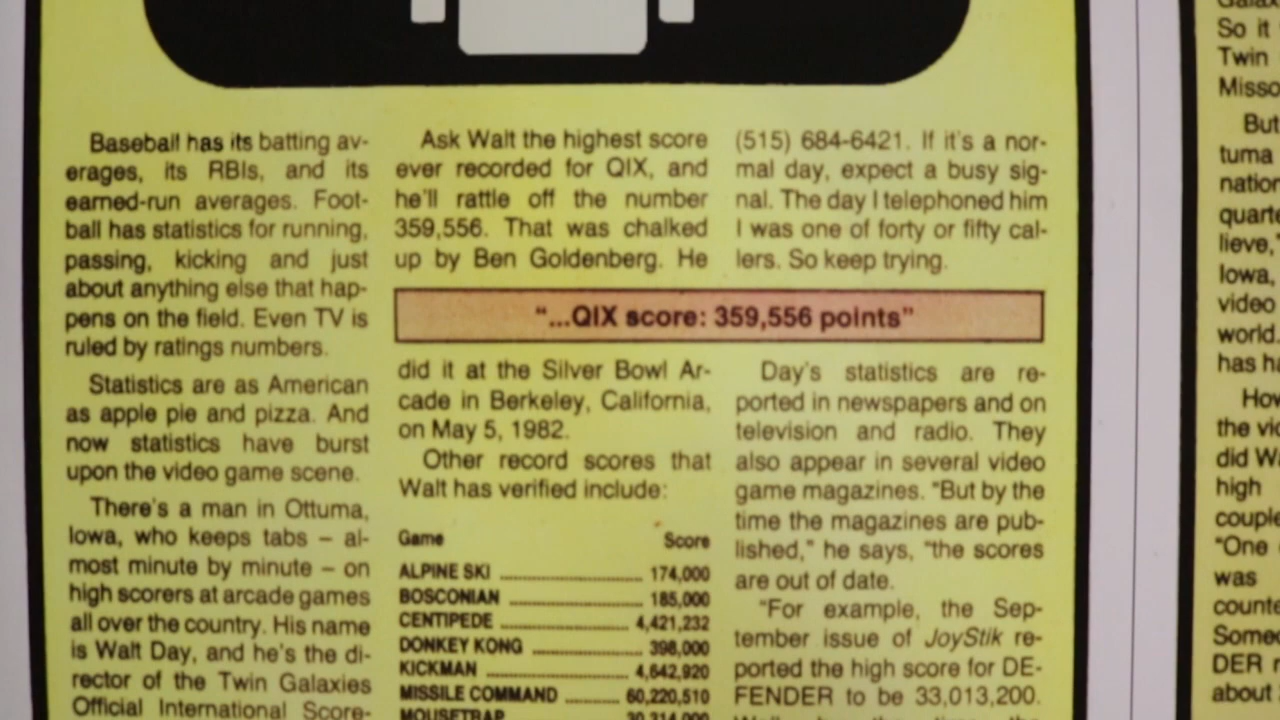 Baseball has its batting av-
erages, its RBIs, and its
earned-run averages. Foot-
ball has statistics for running,
passing, kicking and just
about anything else that hap-
pens on the field. Even TV is
ruled by ratings numbers.
Statistics are as American
as apple pie and pizza. And
now statistics have burst
upon the video game scene.
There's a man in Ottuma,
Iowa, who keeps tabs – al-
most minute by minute – on
high scorers at arcade games
all over the country. His name
is Walt Day, and he's the di-
rector of the Twin Galaxies
Official International Score-
Ask Walt the highest score
ever recorded for QIX, and
he'll rattle off the number
359,556. That was chalked
up by Ben Goldenberg. He
"...QIX score: 359,556 points"
did it at the Silver Bowl Ar-
cade in Berkeley, California,
on May 5, 1982.
Other record scores that
Walt has verified include:
Game Score
ALPINE SKI 174,000
BOSCONIAN 185,000
CENTIPEDE 4,421,232
DONKEY KONG 398,000
KICKMAN 4,642,920
MISSILE COMMAND 60,220,510
MOUSETRAP
(515) 684-6421. If it's a nor-
mal day, expect a busy sig-
nal. The day I telephoned him
I was one of forty or fifty cal-
lers. So keep trying.
Day's statistics are re-
ported in newspapers and on
television and radio. They
also appear in several video
game magazines. "But by the
time the magazines are pub-
lished," he says, "the scores
are out of date.
"For example, the Sep-
tember issue of JoyStik re-
ported the high score for DE-
FENDER to be 33,013,200.
So it
Twin
Misso
But
tuma
nation
quarte
lieve,"
Iowa,
video
world.
has ha
How
the vid
did Wa
high
couple
"One
was
counte
Some
DER
about